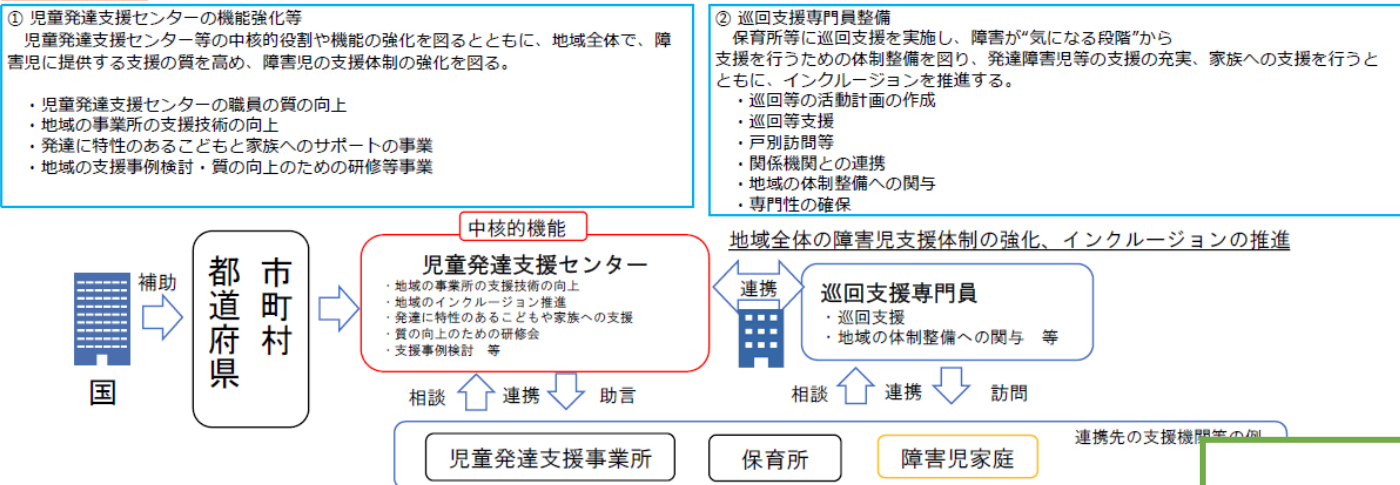 ① 児童発達支援センターの機能強化等
児童発達支援センター等の中核的役割や機能の強化を図るとともに、地域全体で、障
害児に提供する支援の質を高め、障害児の支援体制の強化を図る。
・児童発達支援センターの職員の質の向上
・地域の事業所の支援技術の向上
・発達に特性のあるこどもと家族へのサポートの事業
・地域の支援事例検討・質の向上のための研修等事業
② 巡回支援専門員整備
保育所等に巡回支援を実施し、障害が“気になる段階”から
支援を行うための体制整備を図り、発達障害児等の支援の充実、家族への支援を行うと
ともに、インクルージョンを推進する。
・巡回等の活動計画の作成
・巡回等支援
・戸別訪問等
・関係機関との連携
・地域の体制整備への関与
・専門性の確保
地域全体の障害児支援体制の強化、インクルージョンの推進
国
補助
都道府県
市町村
中核的機能
児童発達支援センター
・地域の事業所の支援技術の向上
・地域のインクルージョン推進
・発達に特性のあるこどもや家族への支援
・質の向上のための研修会
・支援事例検討 等
連携
巡回支援専門員
・巡回支援
・地域の体制整備への関与 等
相談 連携 助言
相談 連携 訪問
連携先の支援機関等の例
児童発達支援事業所
保育所
障害児家庭